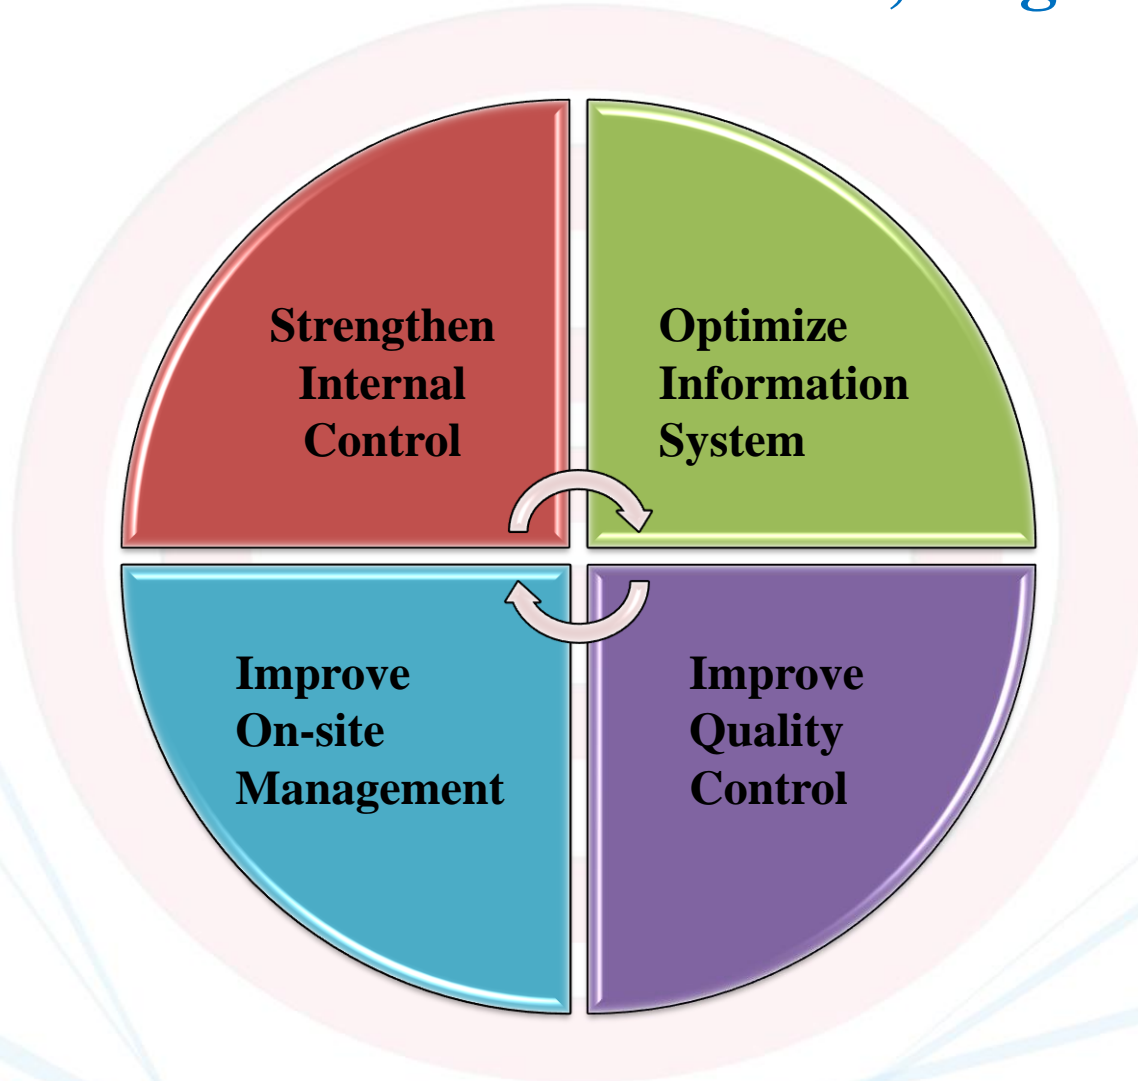 Strengthen
Internal
Control
Optimize
Information
System
Improve
On-site
Management
Improve
Quality
Control